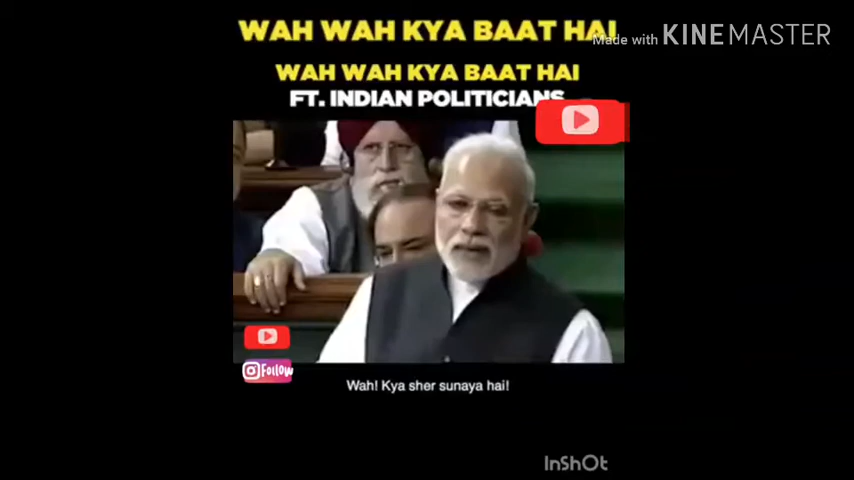 WAH WAH KYA BAAT HAI
Made with KINEMASTER
WAH WAH KYA BAAT HAI
FT. INDIAN POLITICIANS
Follow
Wah! Kya sher sunaya hai!
InShOt